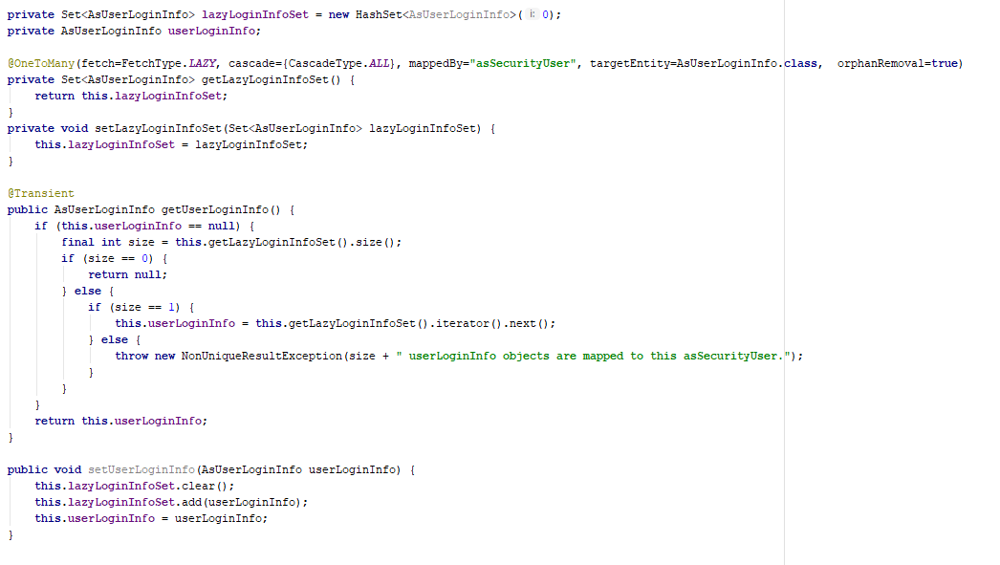 private Set<AsUserLoginInfo> lazyLoginInfoSet = new HashSet<AsUserLoginInfo>( i: 0);
private AsUserLoginInfo userLoginInfo;

@OneToMany(fetch=FetchType.LAZY, cascade={CascadeType.ALL}, mappedBy="asSecurityUser", targetEntity=AsUserLoginInfo.class,  orphanRemoval=true)
private Set<AsUserLoginInfo> getLazyLoginInfoSet() {
    return this.lazyLoginInfoSet;
}
private void setLazyLoginInfoSet(Set<AsUserLoginInfo> lazyLoginInfoSet) {
    this.lazyLoginInfoSet = lazyLoginInfoSet;
}

@Transient
public AsUserLoginInfo getUserLoginInfo() {
    if (this.userLoginInfo == null) {
        final int size = this.getLazyLoginInfoSet().size();
        if (size == 0) {
            return null;
        } else {
            if (size == 1) {
                this.userLoginInfo = this.getLazyLoginInfoSet().iterator().next();
            } else {
                throw new NonUniqueResultException(size + " userLoginInfo objects are mapped to this asSecurityUser.");
            }
        }
    }
    return this.userLoginInfo;
}

public void setUserLoginInfo(AsUserLoginInfo userLoginInfo) {
    this.lazyLoginInfoSet.clear();
    this.lazyLoginInfoSet.add(userLoginInfo);
    this.userLoginInfo = userLoginInfo;
}